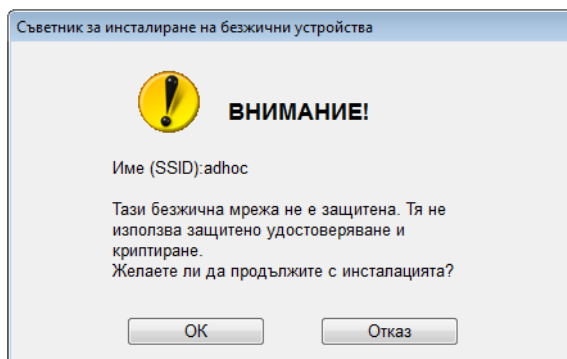 Съветник за инсталиране на безжични устройства
ВНИМАНИЕ!
Име (SSID):adhoc
Тази безжична мрежа не е защитена. Тя не
използва защитено удостоверяване и
криптиране.
Желаете ли да продължите с инсталацията?
OK
Отказ